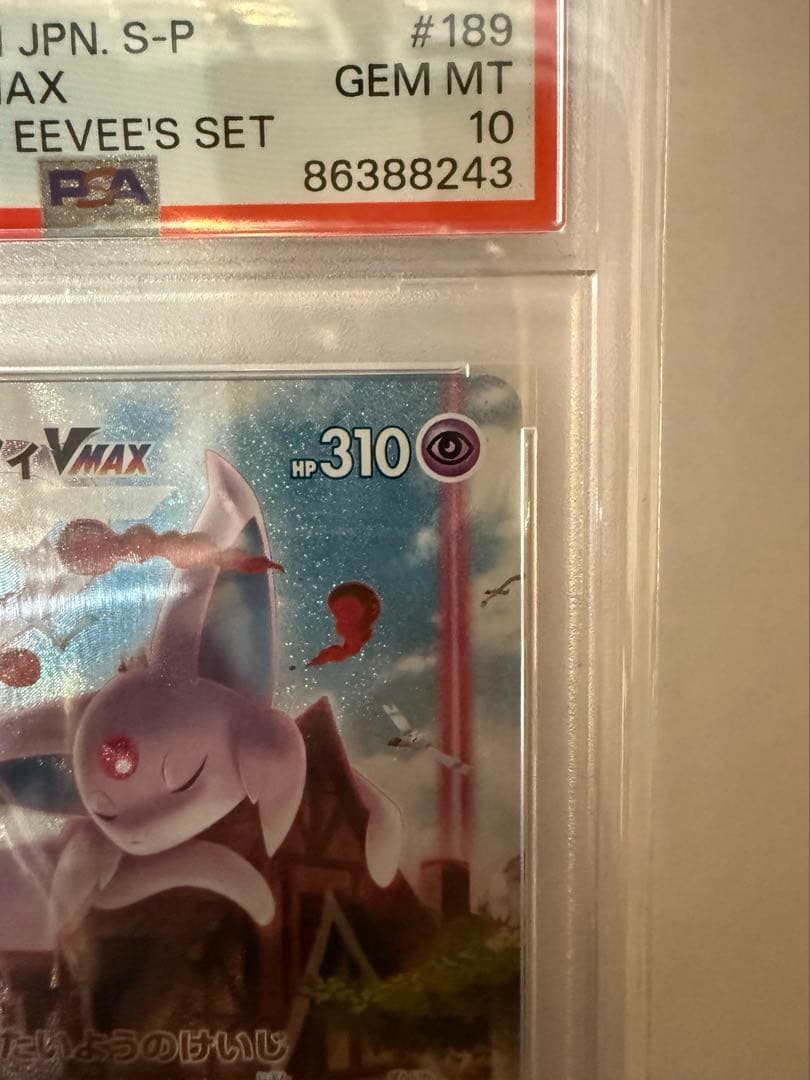 JPN. S-P #189
AX GEM MT
EEVEE'S SET 10
PSA 86388243
ィVMAX HP310
たいようのけいじ